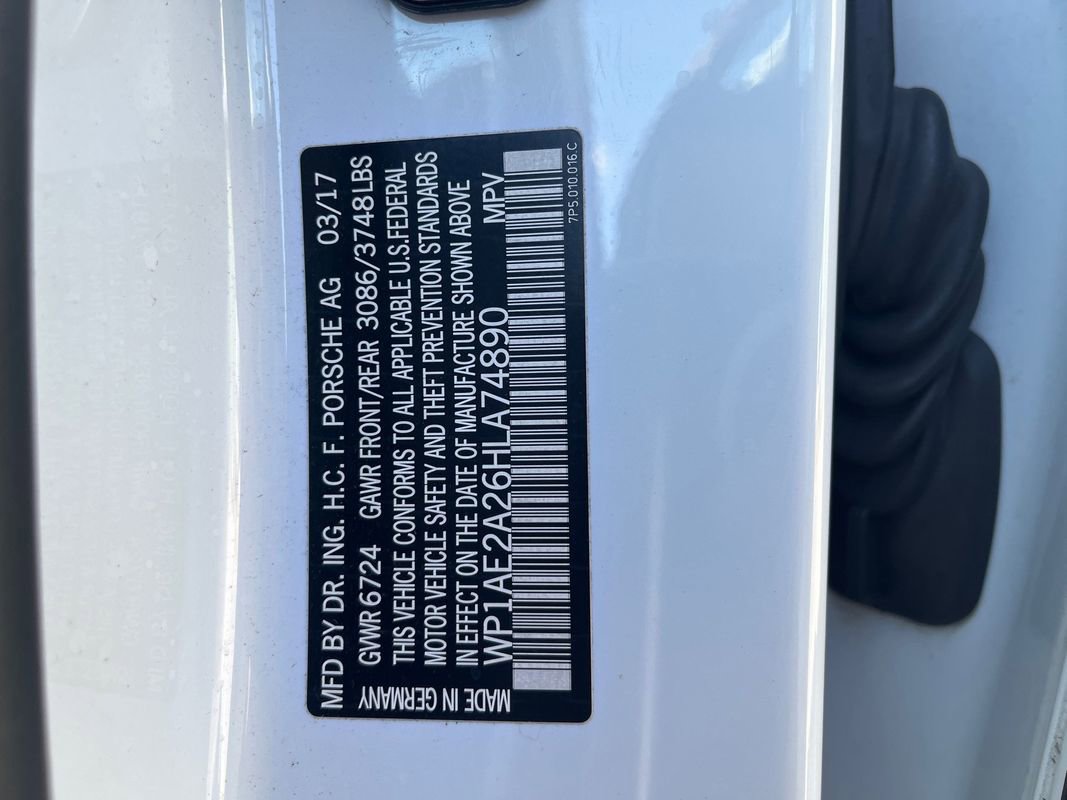 MFD BY DR. ING. H.C. F. PORSCHE AG 03/17
GVWR 6724 GAWR FRONT/REAR 3086/3748LBS
THIS VEHICLE CONFORMS TO ALL APPLICABLE U.S.FEDERAL
MOTOR VEHICLE SAFETY AND THEFT PREVENTION STANDARDS
IN EFFECT ON THE DATE OF MANUFACTURE SHOWN ABOVE
WP1AE2A26HLA74890 MPV
MADE IN GERMANY
7P5.010.016.C